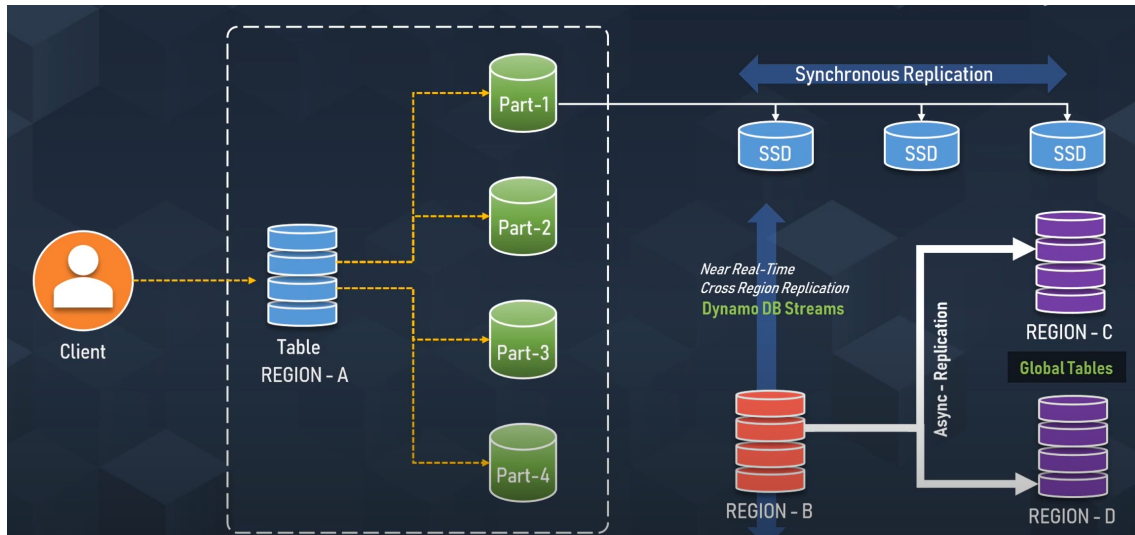 Client
Table
REGION - A
Part-1
Part-2
Part-3
Part-4
Synchronous Replication
SSD
SSD
SSD
Near Real-Time
Cross Region Replication
Dynamo DB Streams
REGION - B
Async - Replication
REGION - C
Global Tables
REGION - D